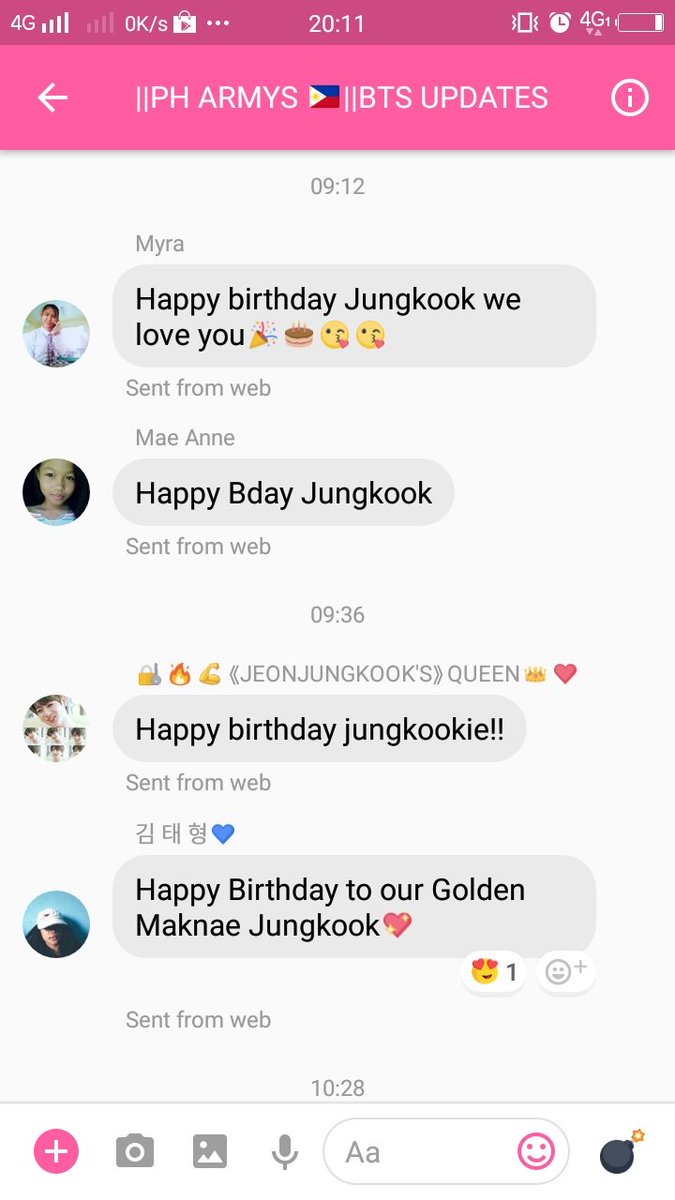 4G 0K/s ••• 20:11 4G1
||PH ARMYS 🇵🇭||BTS UPDATES
09:12
Myra
Happy birthday Jungkook we
love you🎉🎂😘😘
Sent from web
Mae Anne
Happy Bday Jungkook
Sent from web
09:36
🔐🔥💪《JEONJUNGKOOK'S》QUEEN👑❤️
Happy birthday jungkookie!!
Sent from web
김 태 형💙
Happy Birthday to our Golden
Maknae Jungkook💖
😍 1
Sent from web
10:28
Aa